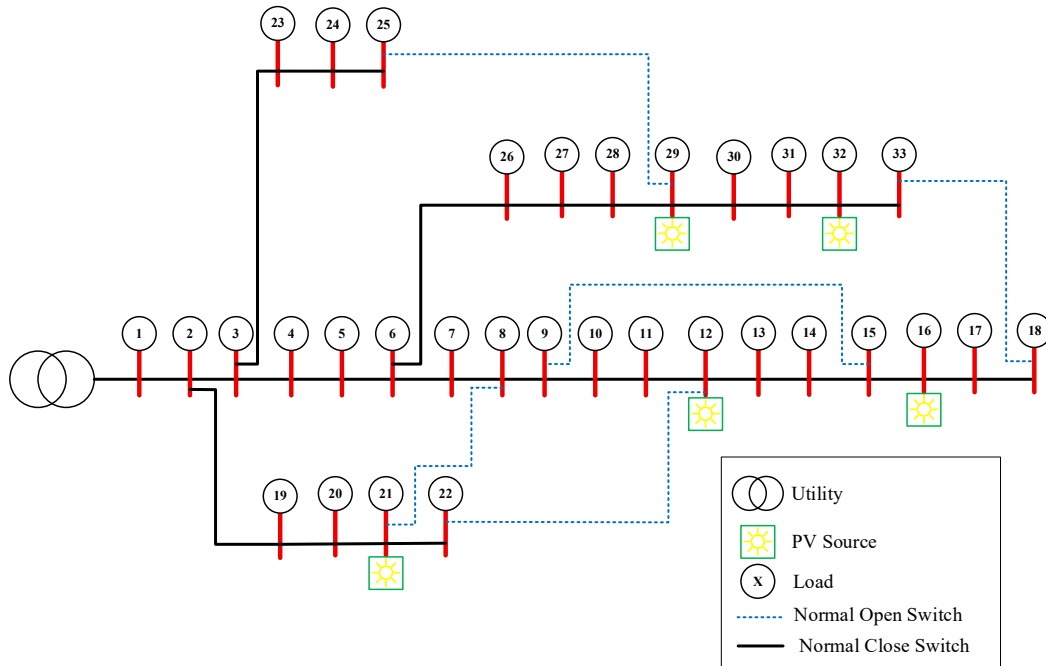 23 24 25
26 27 28 29 30 31 32 33
1 2 3 4 5 6 7 8 9 10 11 12 13 14 15 16 17 18
19 20 21 22
Utility
PV Source
X Load
Normal Open Switch
Normal Close Switch